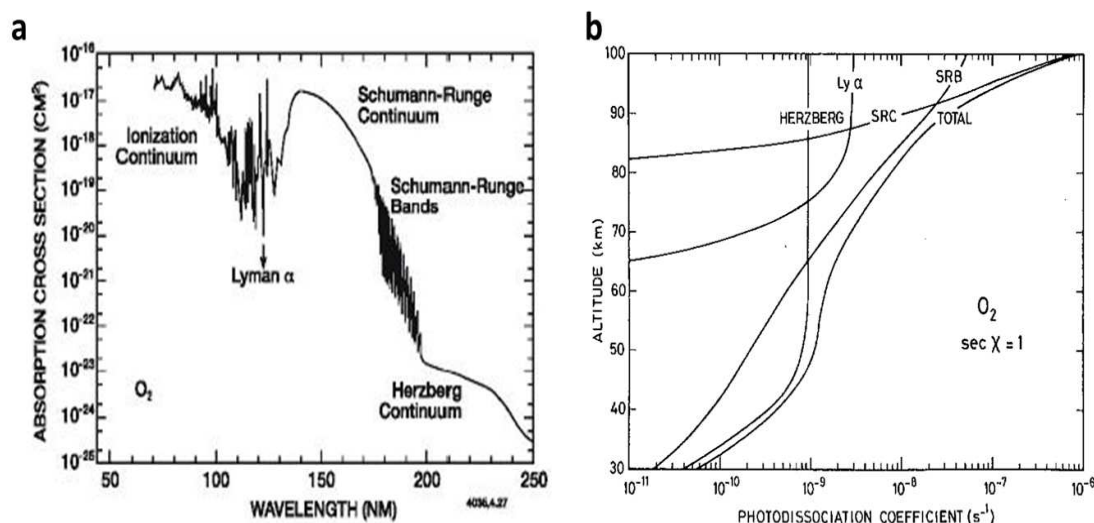 a
ABSORPTION CROSS SECTION (CM²)
10⁻¹⁶
10⁻¹⁷
10⁻¹⁸
10⁻¹⁹
10⁻²⁰
10⁻²¹
10⁻²²
10⁻²³
10⁻²⁴
10⁻²⁵
Ionization
Continuum
Schumann-Runge
Continuum
Schumann-Runge
Bands
Lyman α
Herzberg
Continuum
O₂
50
100
150
200
250
WAVELENGTH (NM)
b
ALTITUDE (km)
100
90
80
70
60
50
40
30
Ly α
SRB
HERZBERG
SRC
TOTAL
O₂
sec χ = 1
10⁻¹¹
10⁻¹⁰
10⁻⁹
10⁻⁸
10⁻⁷
10⁻⁶
PHOTODISSOCIATION COEFFICIENT (s⁻¹)